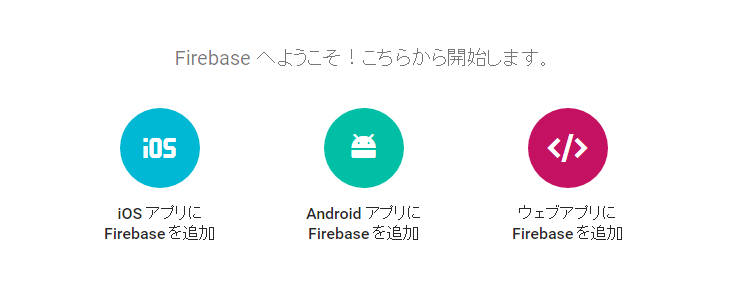 Firebase へようこそ！こちらから開始します。
iOS
</>
iOS アプリに
Firebase を追加
Android アプリに
Firebase を追加
ウェブアプリに
Firebase を追加